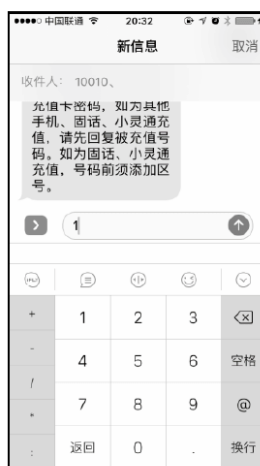 中国联通 20:32
新信息 取消
收件人: 10010、
充值卡密码，如为其他
手机、固话、小灵通充
值，请先回复被充值号
码。如为固话、小灵通
充值，号码前须添加区
号。
1
+ 1 2 3
- 4 5 6 空格
/ 7 8 9 @
*
: 返回 0 . 换行